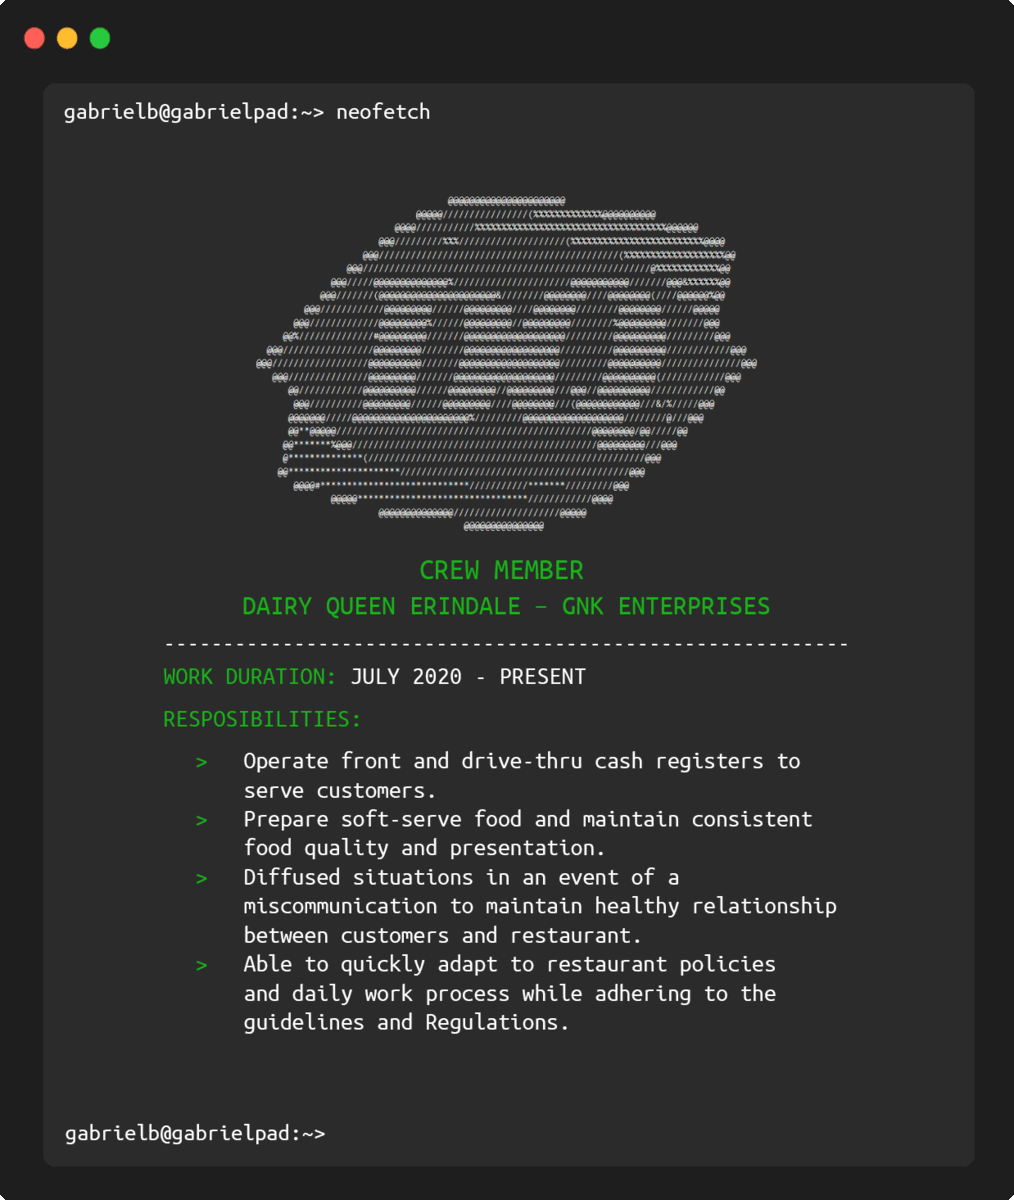 gabrielb@gabrielpad:~> neofetch
CREW MEMBER
DAIRY QUEEN ERINDALE – GNK ENTERPRISES
----------------------------------------------------------
WORK DURATION: JULY 2020 - PRESENT
RESPOSIBILITIES:
> Operate front and drive-thru cash registers to
serve customers.
> Prepare soft-serve food and maintain consistent
food quality and presentation.
> Diffused situations in an event of a
miscommunication to maintain healthy relationship
between customers and restaurant.
> Able to quickly adapt to restaurant policies
and daily work process while adhering to the
guidelines and Regulations.
gabrielb@gabrielpad:~>